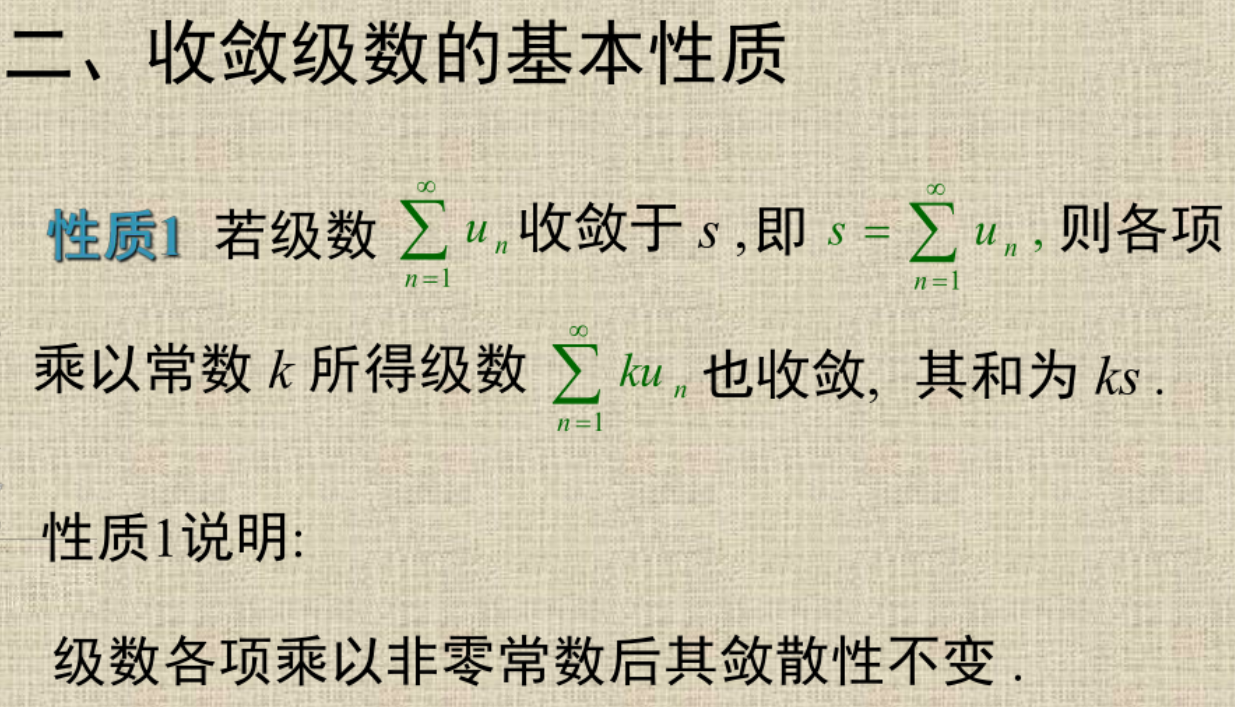 二、收敛级数的基本性质
性质1 若级数 $\sum_{n=1}^{\infty} u_n$ 收敛于 s ,即 $s = \sum_{n=1}^{\infty} u_n$ , 则各项
乘以常数 k 所得级数 $\sum_{n=1}^{\infty} ku_n$ 也收敛, 其和为 ks .
性质1说明:
级数各项乘以非零常数后其敛散性不变 .